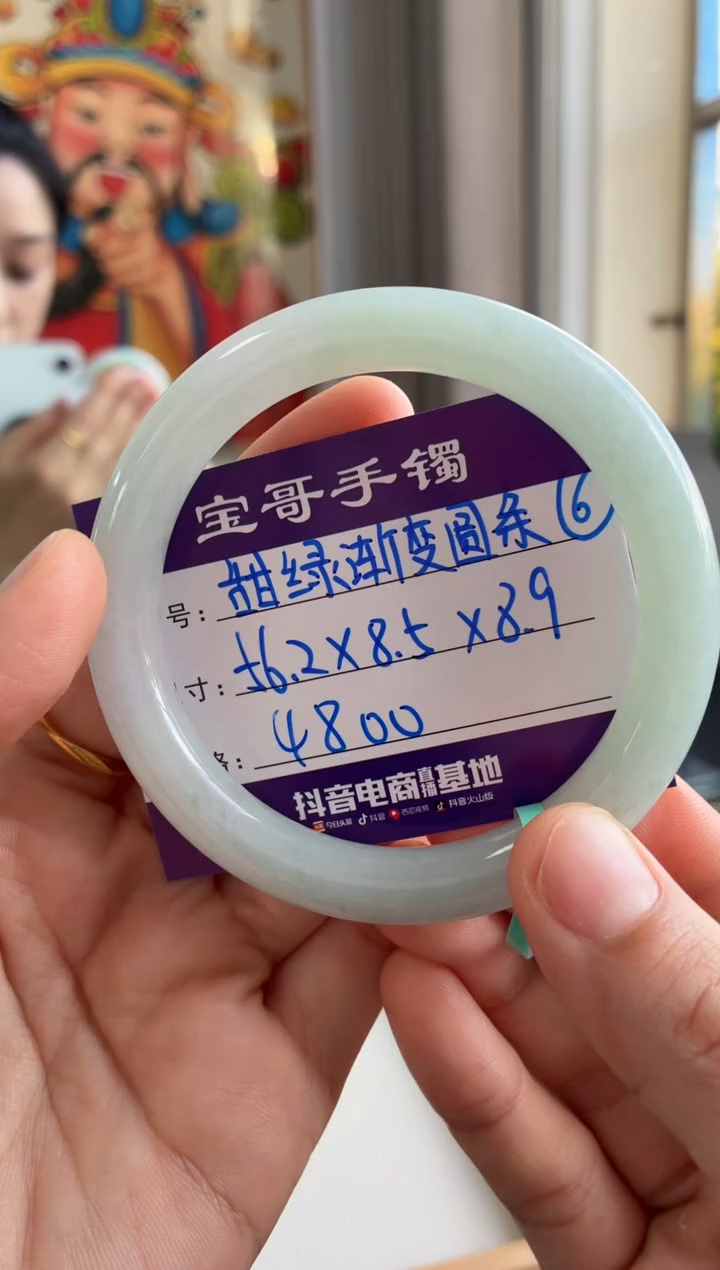 宝哥手镯
号：甜绿渐变圆条⑥
寸：56.2×8.5×8.9
格：4800
抖音电商直播基地
今日头条 抖音 西瓜视频 抖音火山版